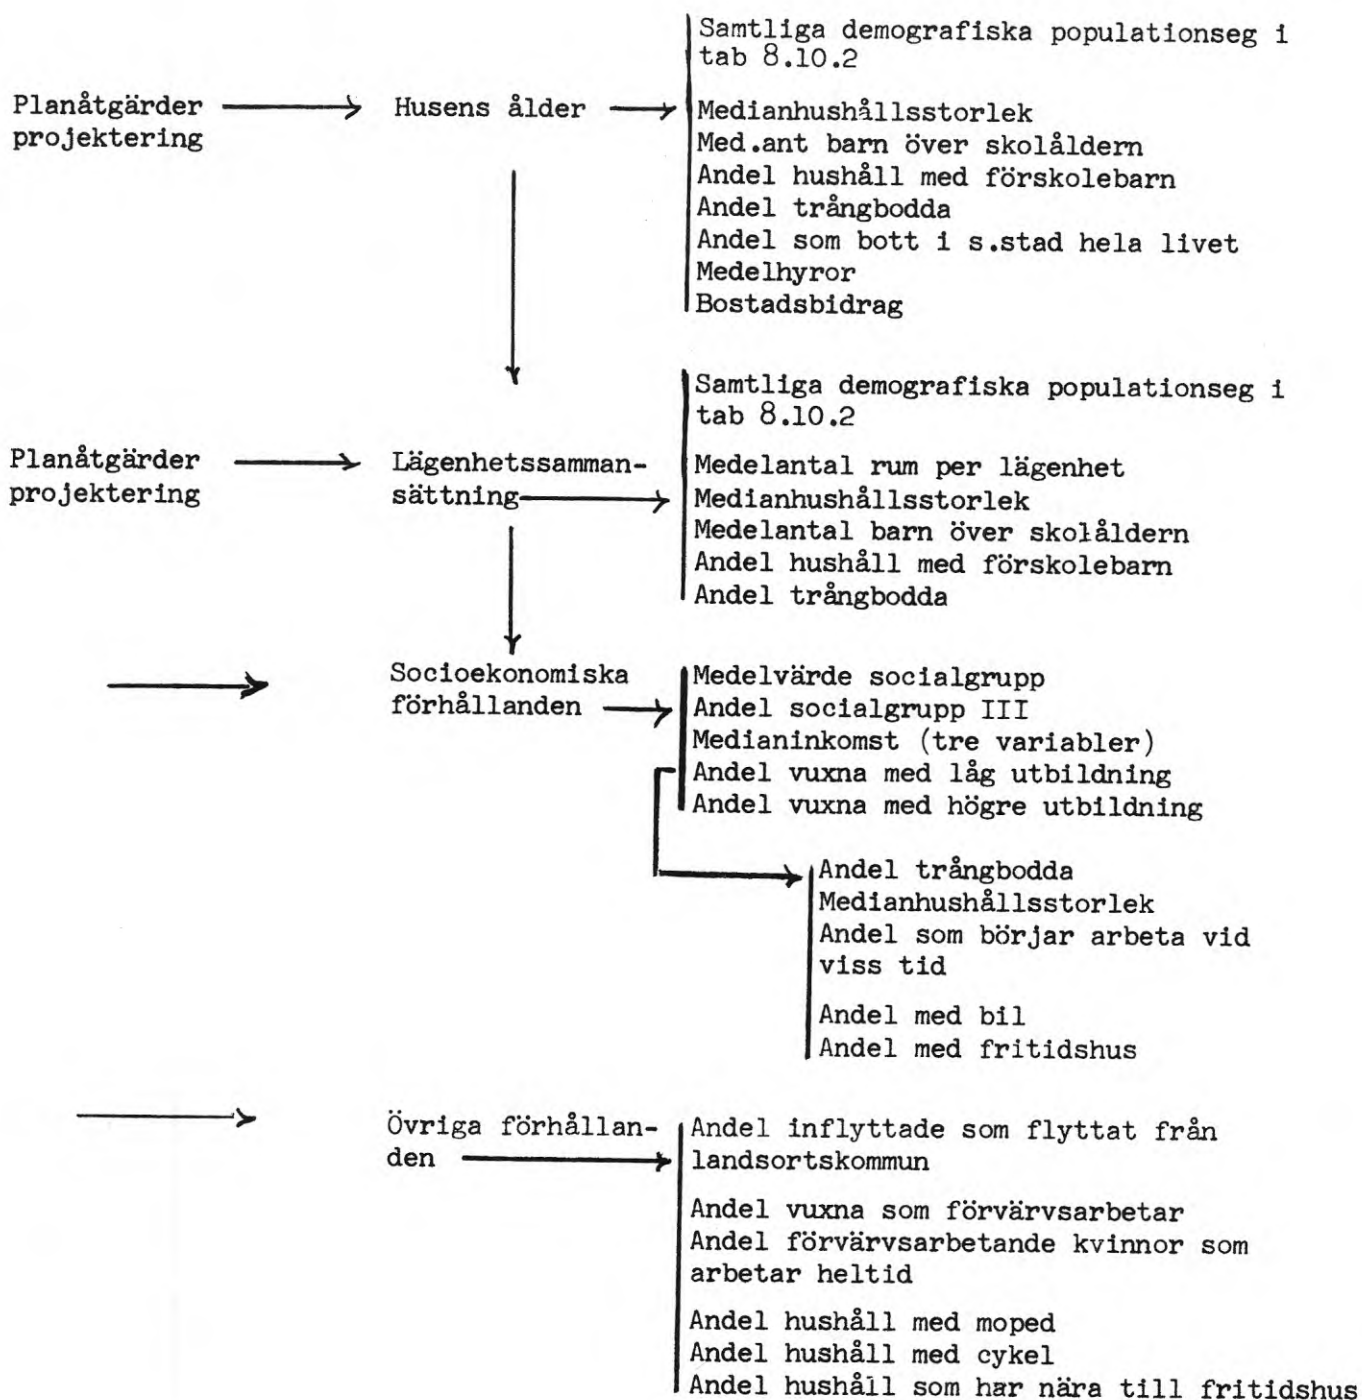 Samtliga demografiska populationseg i
tab 8.10.2
Planåtgärder
projektering
Husens ålder
Medianhushållsstorlek
Med.ant barn över skolåldern
Andel hushåll med förskolebarn
Andel trångbodda
Andel som bott i s.stad hela livet
Medelhyror
Bostadsbidrag
Samtliga demografiska populationseg i
tab 8.10.2
Planåtgärder
projektering
Lägenhetssamman-
sättning
Medelantal rum per lägenhet
Medianhushållsstorlek
Medelantal barn över skolåldern
Andel hushåll med förskolebarn
Andel trångbodda
Socioekonomiska
förhållanden
Medelvärde socialgrupp
Andel socialgrupp III
Medianinkomst (tre variabler)
Andel vuxna med låg utbildning
Andel vuxna med högre utbildning
Andel trångbodda
Medianhushållsstorlek
Andel som börjar arbeta vid
viss tid
Andel med bil
Andel med fritidshus
Övriga förhållan-
den
Andel inflyttade som flyttat från
landsortskommun
Andel vuxna som förvärvsarbetar
Andel förvärvsarbetande kvinnor som
arbetar heltid
Andel hushåll med moped
Andel hushåll med cykel
Andel hushåll som har nära till fritidshus